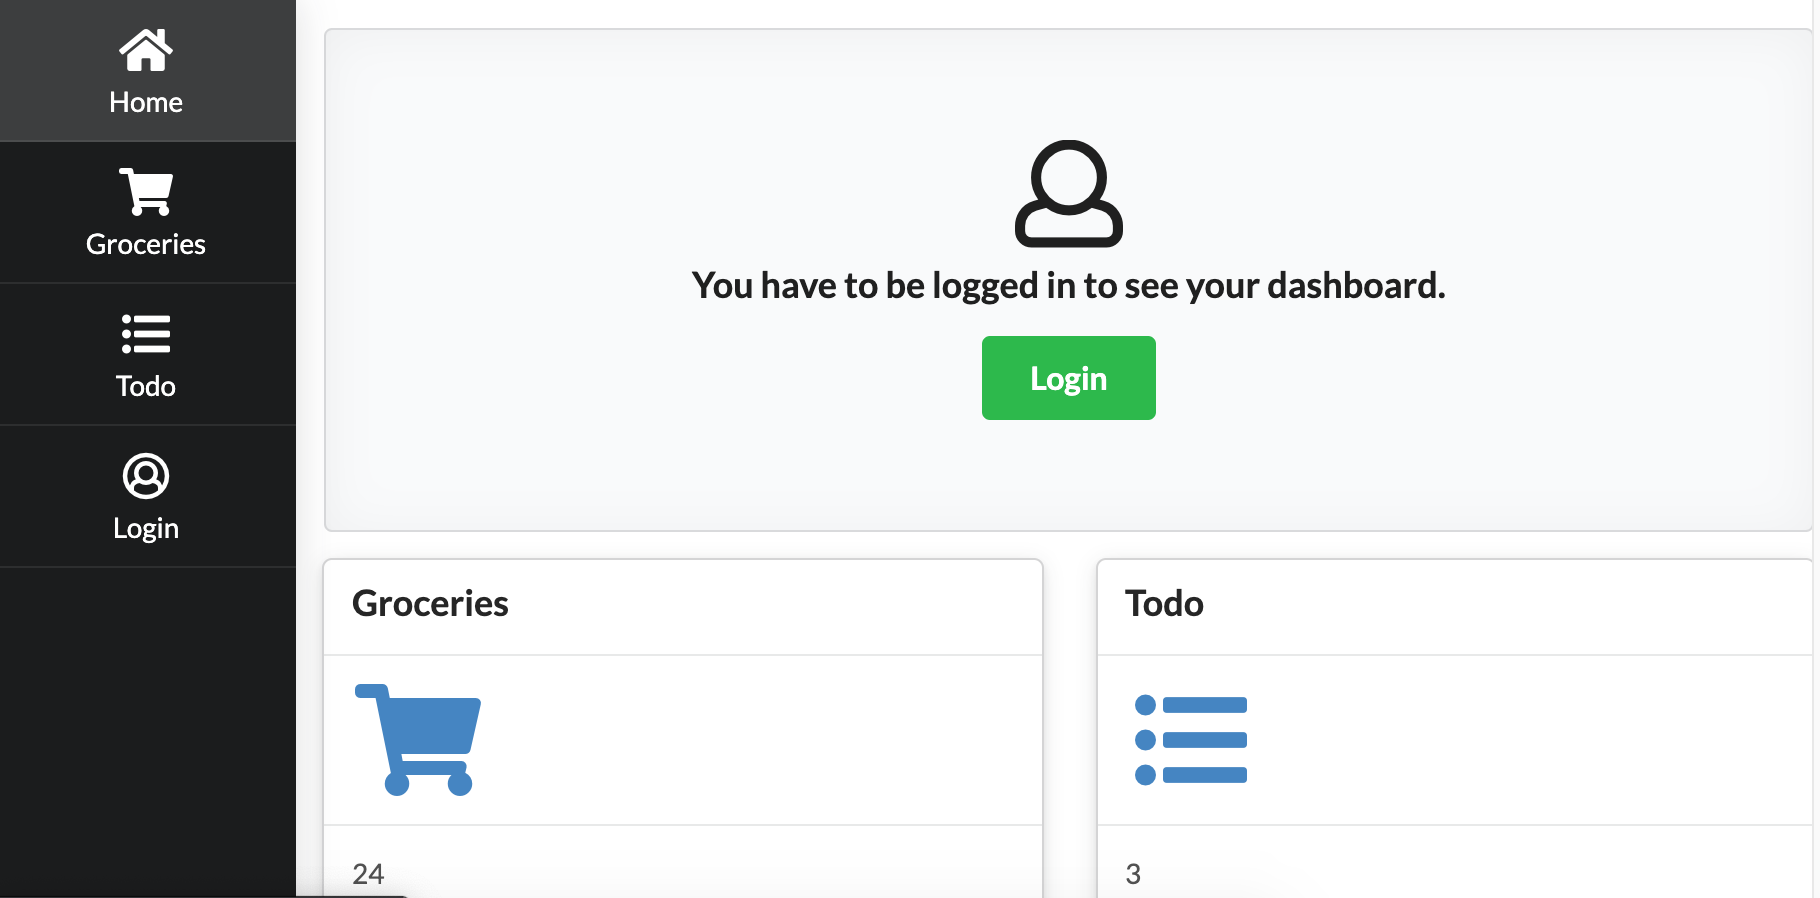 Home
Groceries
Todo
Login
You have to be logged in to see your dashboard.
Login
Groceries
24
Todo
3